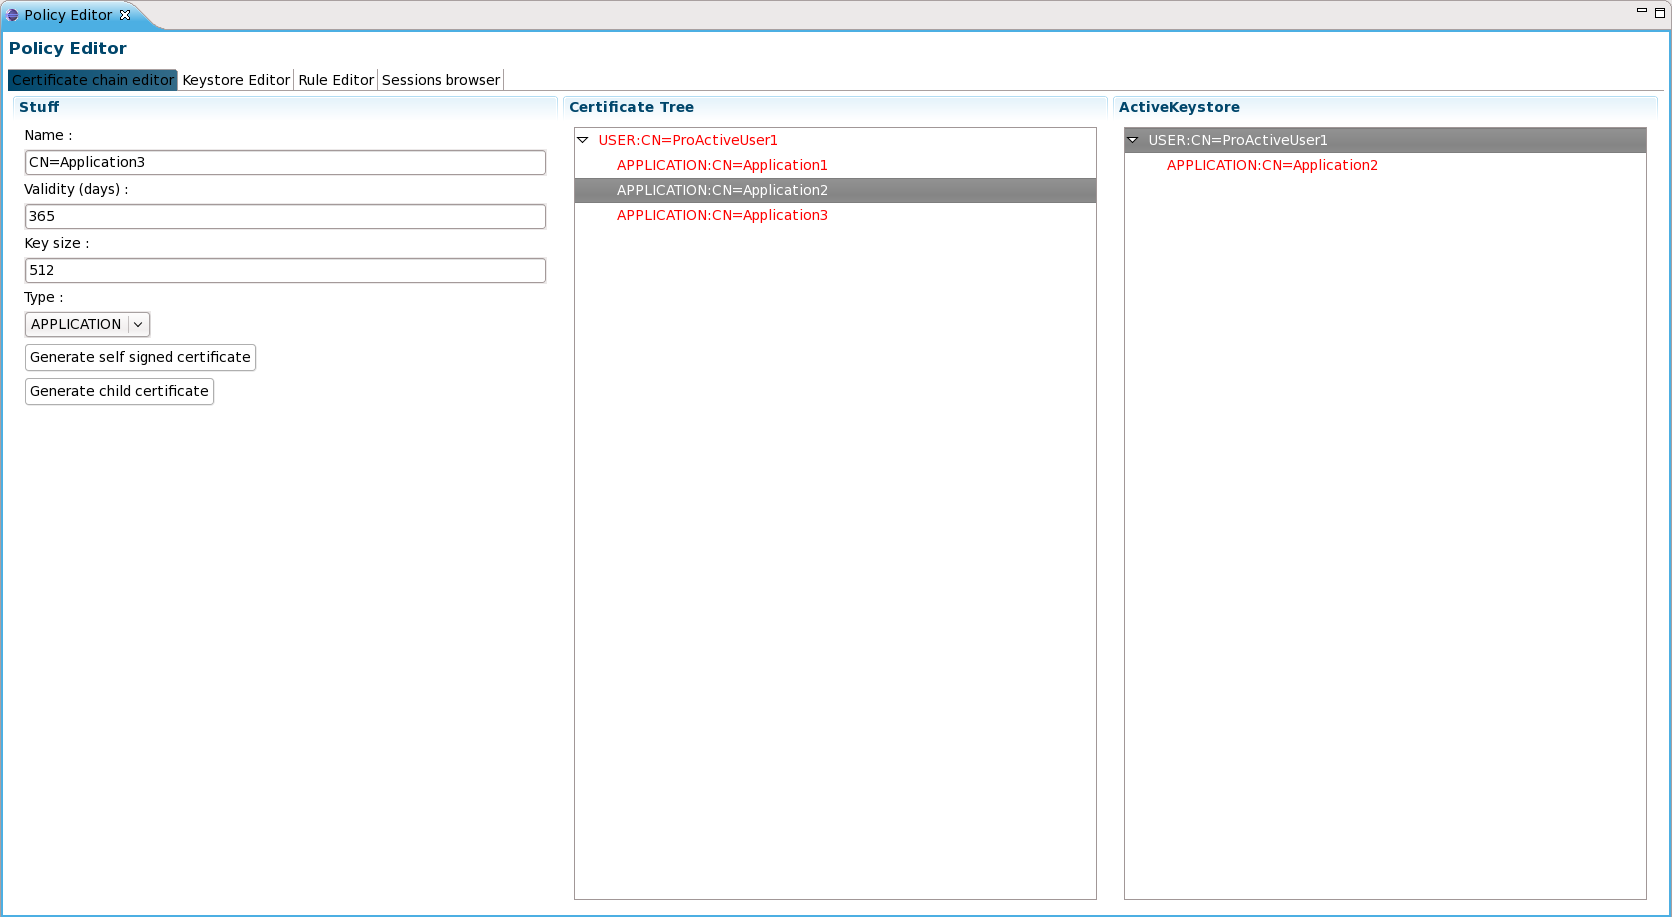 Policy Editor
Policy Editor
Certificate chain editor Keystore Editor Rule Editor Sessions browser
Stuff
Name :
CN=Application3
Validity (days) :
365
Key size :
512
Type :
APPLICATION
Generate self signed certificate
Generate child certificate
Certificate Tree
USER:CN=ProActiveUser1
APPLICATION:CN=Application1
APPLICATION:CN=Application2
APPLICATION:CN=Application3
ActiveKeystore
USER:CN=ProActiveUser1
APPLICATION:CN=Application2